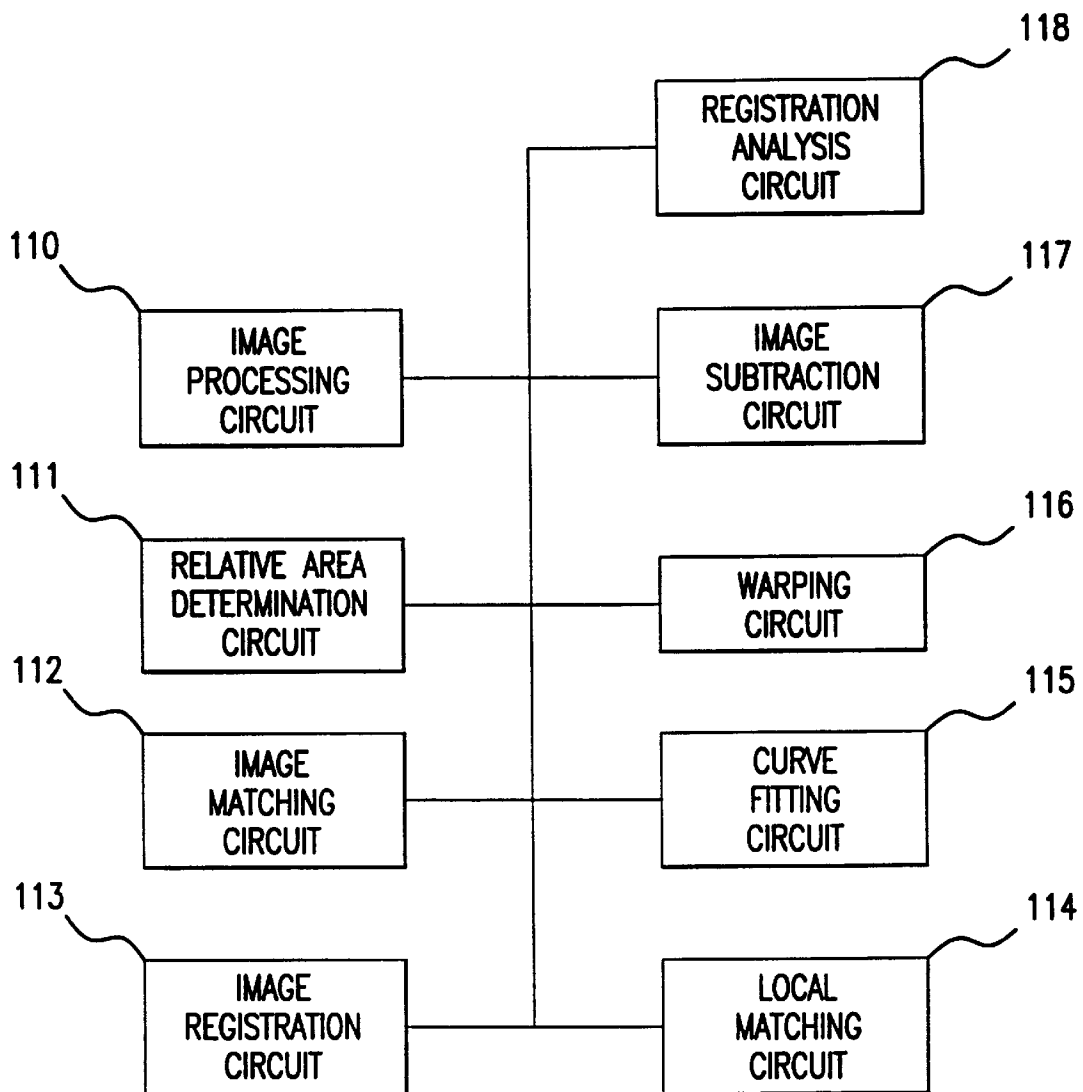 118
REGISTRATION
ANALYSIS
CIRCUIT
110
IMAGE
PROCESSING
CIRCUIT
117
IMAGE
SUBTRACTION
CIRCUIT
111
RELATIVE AREA
DETERMINATION
CIRCUIT
116
WARPING
CIRCUIT
112
IMAGE
MATCHING
CIRCUIT
115
CURVE
FITTING
CIRCUIT
113
IMAGE
REGISTRATION
CIRCUIT
114
LOCAL
MATCHING
CIRCUIT